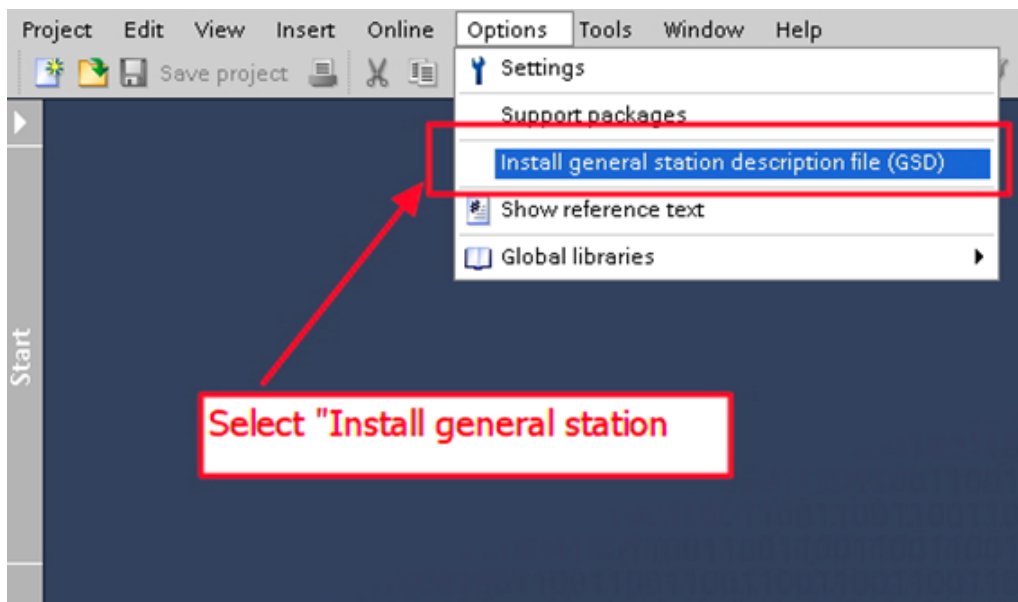 Project Edit View Insert Online Options Tools Window Help
Save project
Settings
Support packages
Install general station description file (GSD)
Show reference text
Global libraries
Start
Select "Install general station